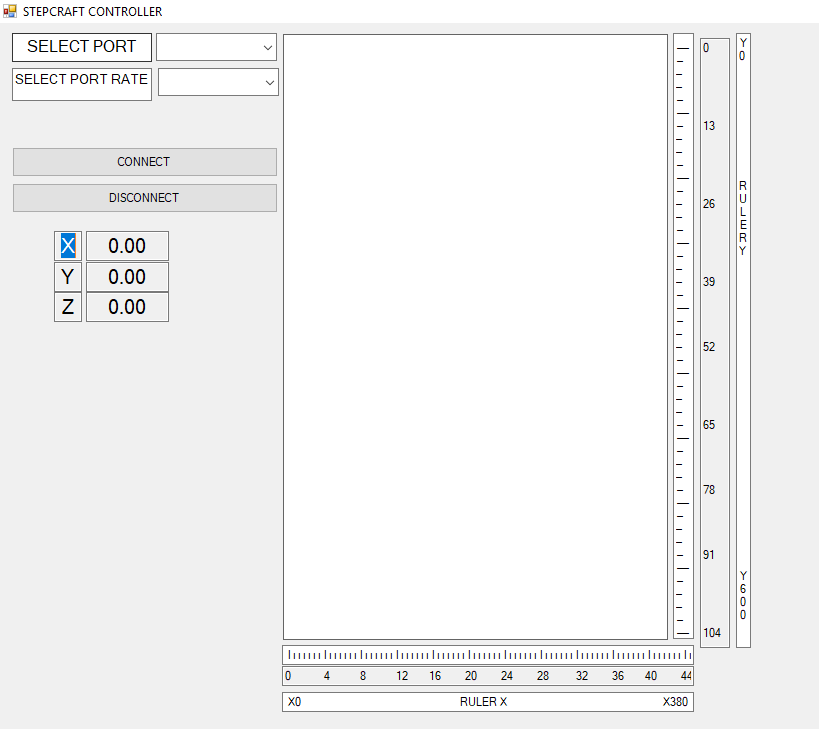 STEPCRAFT CONTROLLER
SELECT PORT
SELECT PORT RATE
CONNECT
DISCONNECT
X 0.00
Y 0.00
Z 0.00
0
13
26
39
52
65
78
91
104
Y
0
R
U
L
E
R
Y
Y
6
0
0
0 4 8 12 16 20 24 28 32 36 40 44
X0 RULER X X380